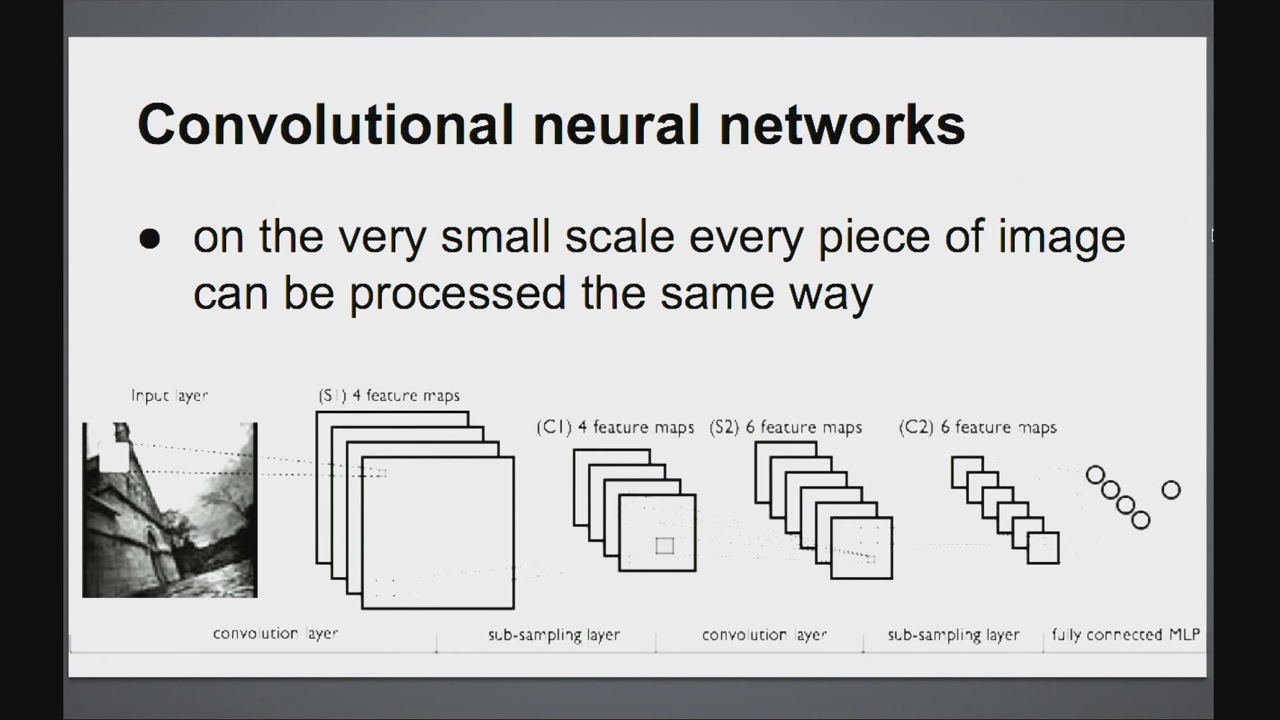 Convolutional neural networks
● on the very small scale every piece of image
can be processed the same way
Input layer
(S1) 4 feature maps
(C1) 4 feature maps
(S2) 6 feature maps
(C2) 6 feature maps
convolution layer
sub-sampling layer
convolution layer
sub-sampling layer
fully connected MLP